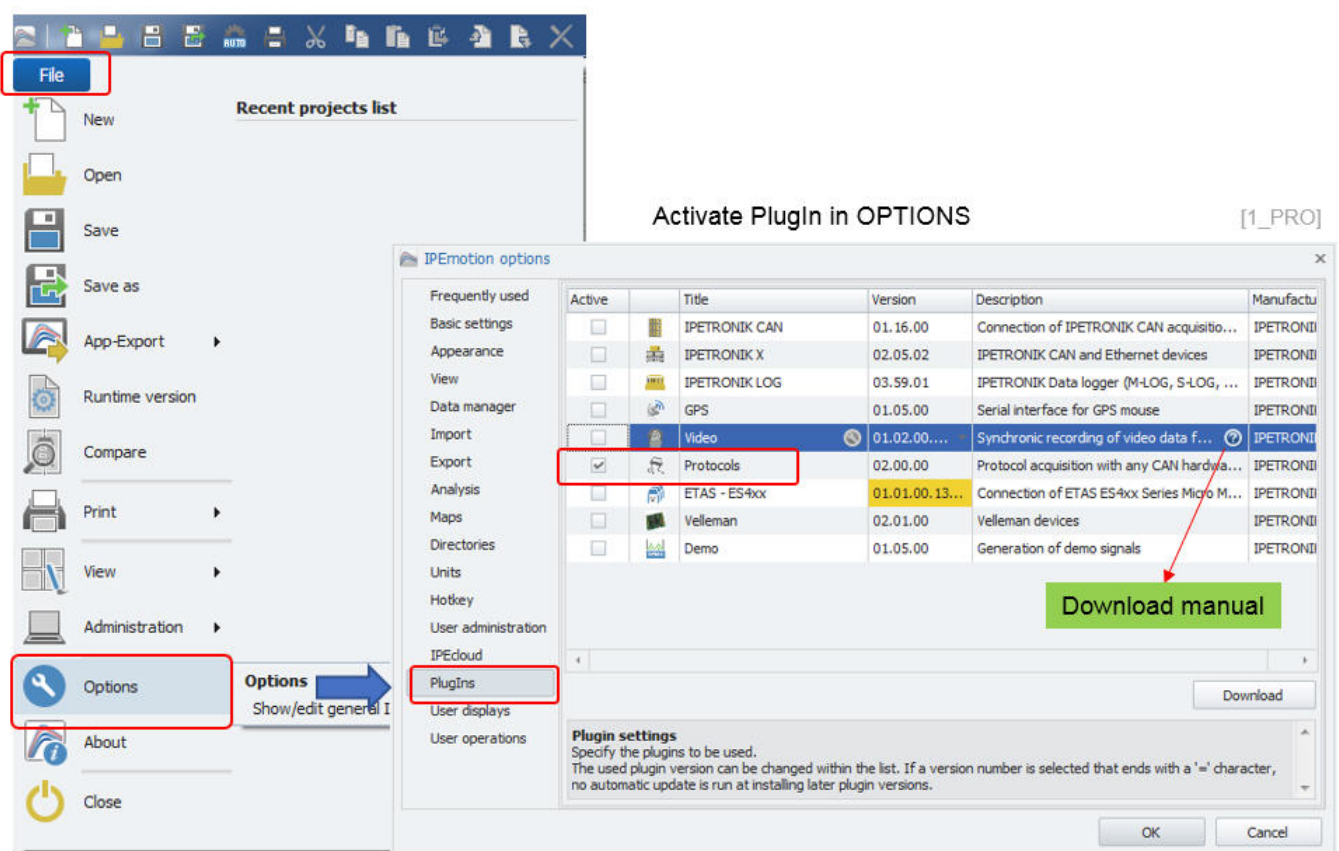 AUTO
File
New
Open
Save
Save as
App-Export
Runtime version
Compare
Print
View
Administration
Options
About
Close
Recent projects list
Options
Show/edit general I
Activate PlugIn in OPTIONS
[1_PRO]
IPEmotion options
Frequently used
Basic settings
Appearance
View
Data manager
Import
Export
Analysis
Maps
Directories
Units
Hotkey
User administration
IPEcloud
PlugIns
User displays
User operations
Active Title Version Description Manufactu
IPETRONIK CAN 01.16.00 Connection of IPETRONIK CAN acquisitio... IPETRONI
IPETRONIK X 02.05.02 IPETRONIK CAN and Ethernet devices IPETRONI
IPETRONIK LOG 03.59.01 IPETRONIK Data logger (M-LOG, S-LOG, ... IPETRONI
GPS 01.05.00 Serial interface for GPS mouse IPETRONI
Video 01.02.00.... Synchronic recording of video data f... IPETRONI
Protocols 02.00.00 Protocol acquisition with any CAN hardwa... IPETRONI
ETAS - ES4xx 01.01.00.13... Connection of ETAS ES4xx Series Micro M... IPETRONI
Velleman 02.01.00 Velleman devices IPETRONI
Demo 01.05.00 Generation of demo signals IPETRONI
Download manual
Download
Plugin settings
Specify the plugins to be used.
The used plugin version can be changed within the list. If a version number is selected that ends with a '=' character,
no automatic update is run at installing later plugin versions.
OK
Cancel